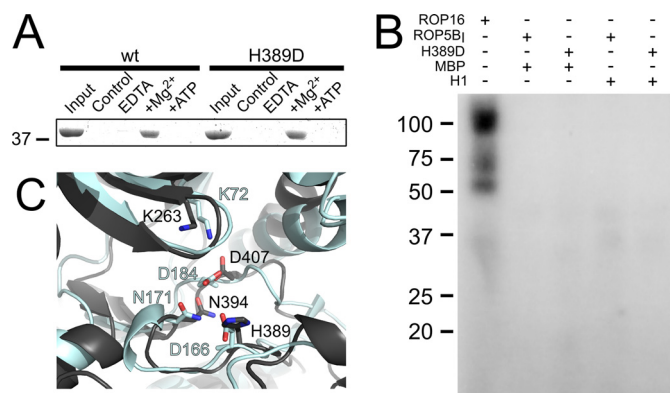 A
wt H389D
Input Control EDTA +Mg²⁺ +ATP Input Control EDTA +Mg²⁺ +ATP
37
B
ROP16 + - - - -
ROP5B_I - + - + -
H389D - - + - +
MBP - + + - -
H1 - - - + +
100
75
50
37
25
20
C
K72
K263
D407
D184
N171
N394
H389
D166